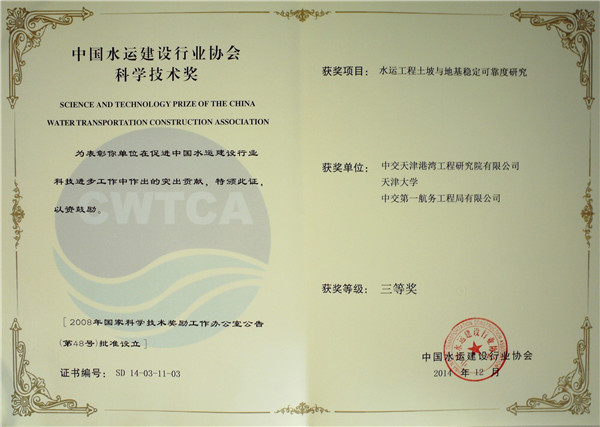 中国水运建设行业协会
科学技术奖
SCIENCE AND TECHNOLOGY PRIZE OF THE CHINA
WATER TRANSPORTATION CONSTRUCTION ASSOCIATION
为表彰你单位在促进中国水运建设行业
科技进步工作中作出的突出贡献，特颁此证，
以资鼓励。
CWTCA
[2008年国家科学技术奖励工作办公室公告
(第48号)批准设立]
证书编号： SD 14-03-11-03
获奖项目： 水运工程土坡与地基稳定可靠度研究
获奖单位： 中交天津港湾工程研究院有限公司
天津大学
中交第一航务工程局有限公司
获奖等级： 三等奖
中国水运建设行业协会
2014 年 12 月